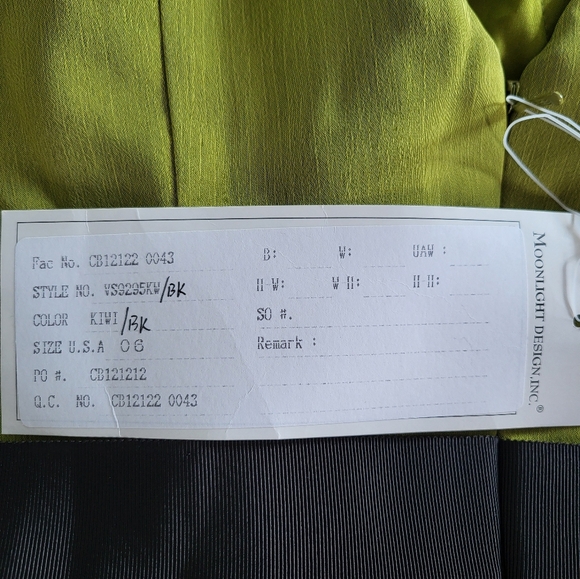 Fac No. CB12122 0043
STYLE NO. VS9295KW/BK
COLOR KIWI/BK
SIZE U.S.A 06
PO #. CB121212
Q.C. NO. CB12122 0043
B: W: UAW :
H W: W H: H H:
SO #.
Remark :
MOONLIGHT DESIGN.INC.®